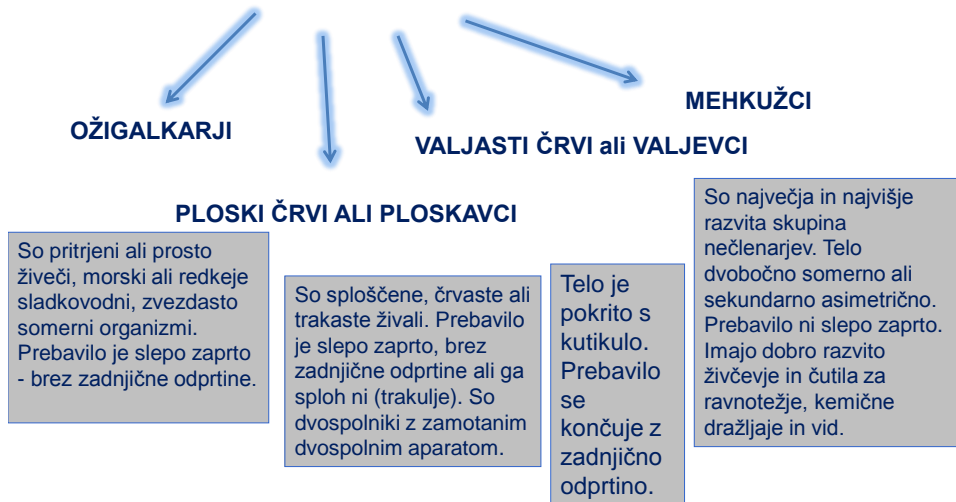 MEHKUŽCI
OŽIGALKARJI
VALJASTI ČRVI ali VALJEVCI
PLOSKI ČRVI ALI PLOSKAVCI
So pritrjeni ali prosto
živeči, morski ali redkeje
sladkovodni, zvezdasto
somerni organizmi.
Prebavilo je slepo zaprto
- brez zadnjične odprtine.
So sploščene, črvaste ali
trakaste živali. Prebavilo
je slepo zaprto, brez
zadnjične odprtine ali ga
sploh ni (trakulje). So
dvospolniki z zamotanim
dvospolnim aparatom.
Telo je
pokrito s
kutikulo.
Prebavilo
se
končuje z
zadnjično
odprtino.
So največja in najvišje
razvita skupina
nečlenarjev. Telo
dvobočno somerno ali
sekundarno asimetrično.
Prebavilo ni slepo zaprto.
Imajo dobro razvito
živčevje in čutila za
ravnotežje, kemične
dražljaje in vid.